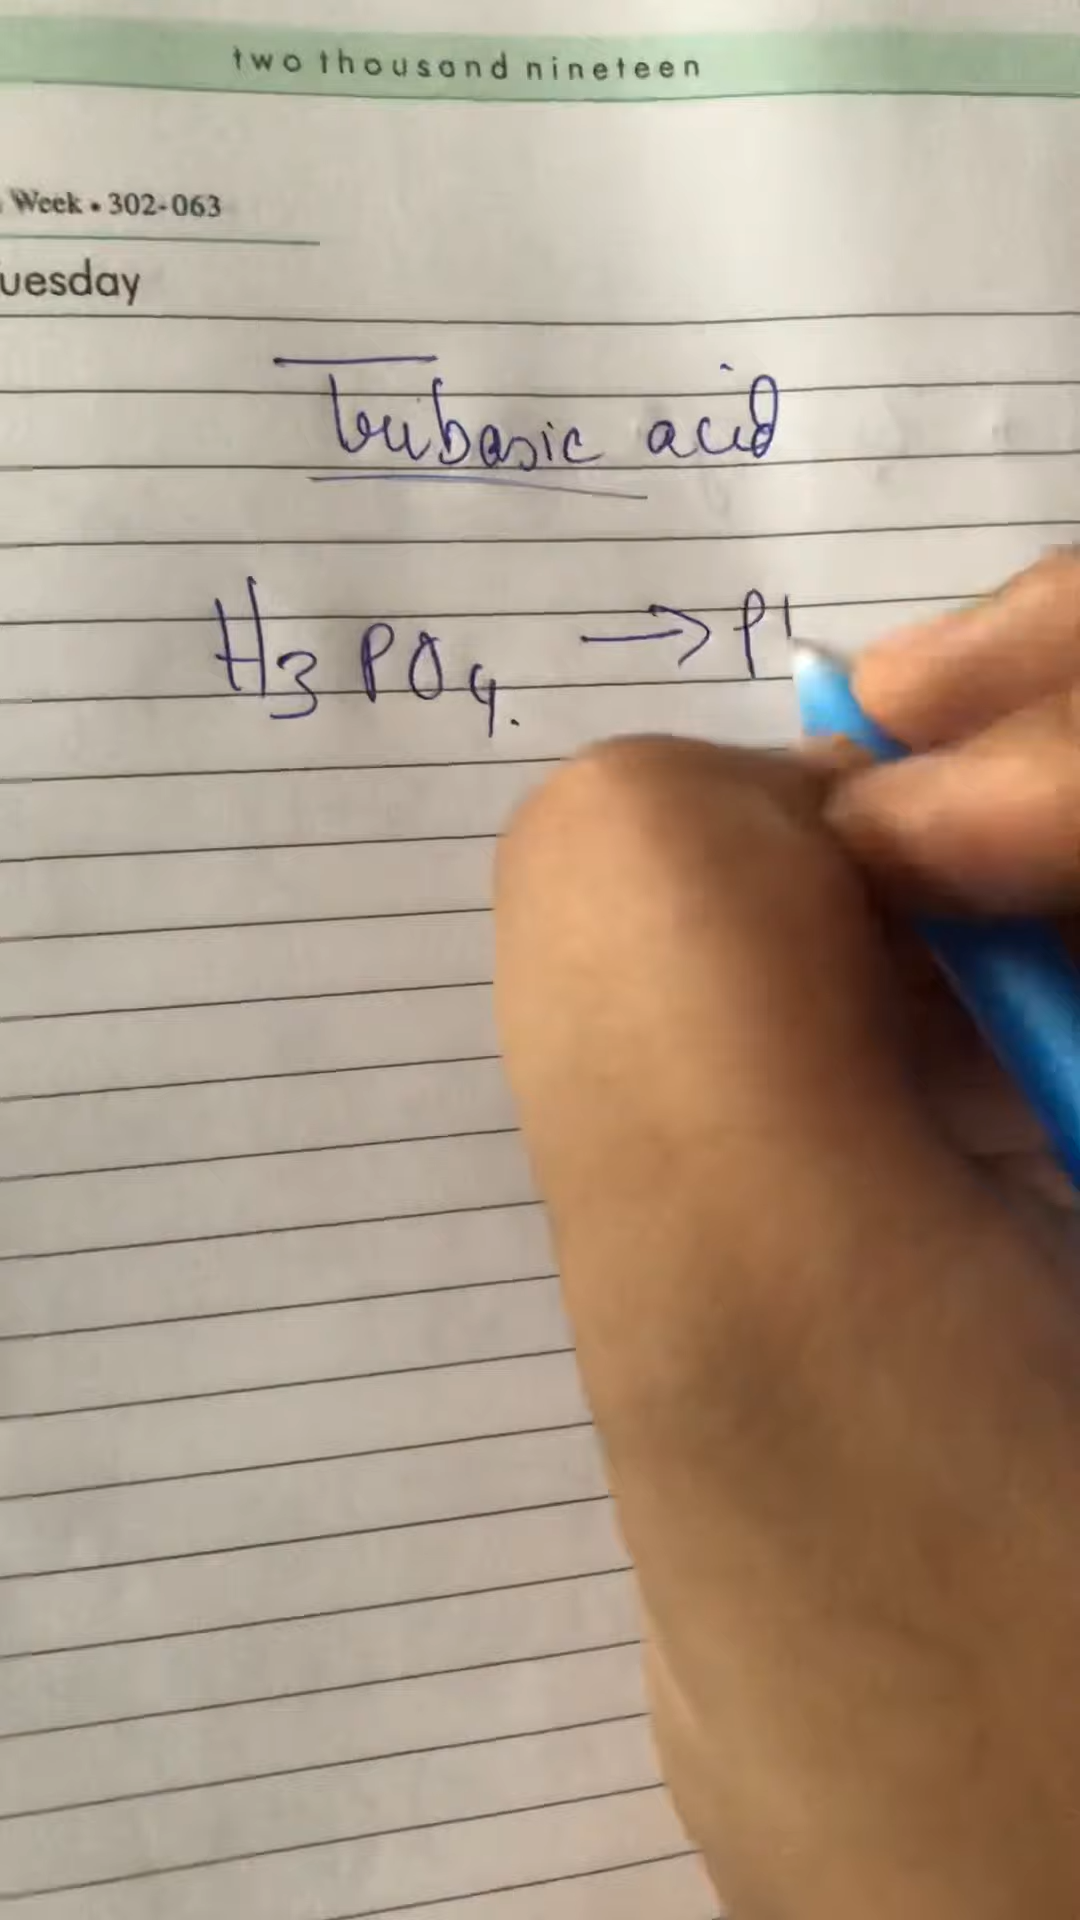 two thousand nineteen
Week • 302-063
uesday
Tribasic acid
H3PO4. → P